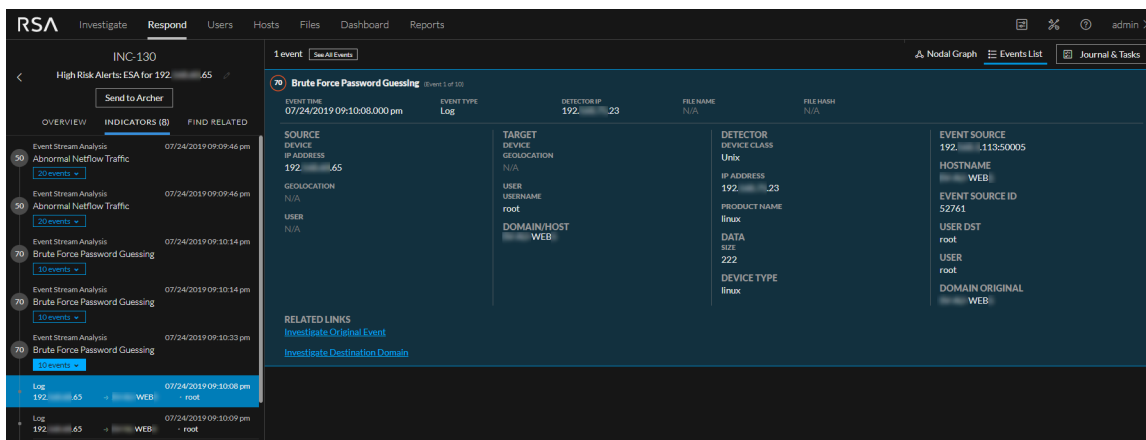 RSA Investigate Respond Users Hosts Files Dashboard Reports admin
INC-130
High Risk Alerts: ESA for 192. .65
Send to Archer
OVERVIEW INDICATORS (8) FIND RELATED
Event Stream Analysis 07/24/2019 09:09:46 pm
50 Abnormal Netflow Traffic
20 events
Event Stream Analysis 07/24/2019 09:09:46 pm
50 Abnormal Netflow Traffic
20 events
Event Stream Analysis 07/24/2019 09:10:14 pm
70 Brute Force Password Guessing
10 events
Event Stream Analysis 07/24/2019 09:10:14 pm
70 Brute Force Password Guessing
10 events
Event Stream Analysis 07/24/2019 09:10:33 pm
70 Brute Force Password Guessing
10 events
Log 07/24/2019 09:10:08 pm
192. .65 → WEB root
Log 07/24/2019 09:10:09 pm
192. .65 → WEB root
1 event See All Events Nodal Graph Events List Journal & Tasks
70 Brute Force Password Guessing (Event 1 of 10)
EVENT TIME EVENT TYPE DETECTOR IP FILE NAME FILE HASH
07/24/2019 09:10:08.000 pm Log 192. .23 N/A N/A
SOURCE
DEVICE
IP ADDRESS
192. .65
GEOLOCATION
N/A
USER
N/A
TARGET
DEVICE
GEOLOCATION
N/A
USER
USERNAME
root
DOMAIN/HOST
WEB
DETECTOR
DEVICE CLASS
Unix
IP ADDRESS
192. .23
PRODUCT NAME
linux
DATA
SIZE
222
DEVICE TYPE
linux
EVENT SOURCE
192. .113:50005
HOSTNAME
WEB
EVENT SOURCE ID
52761
USER DST
root
USER
root
DOMAIN ORIGINAL
WEB
RELATED LINKS
Investigate Original Event
Investigate Destination Domain